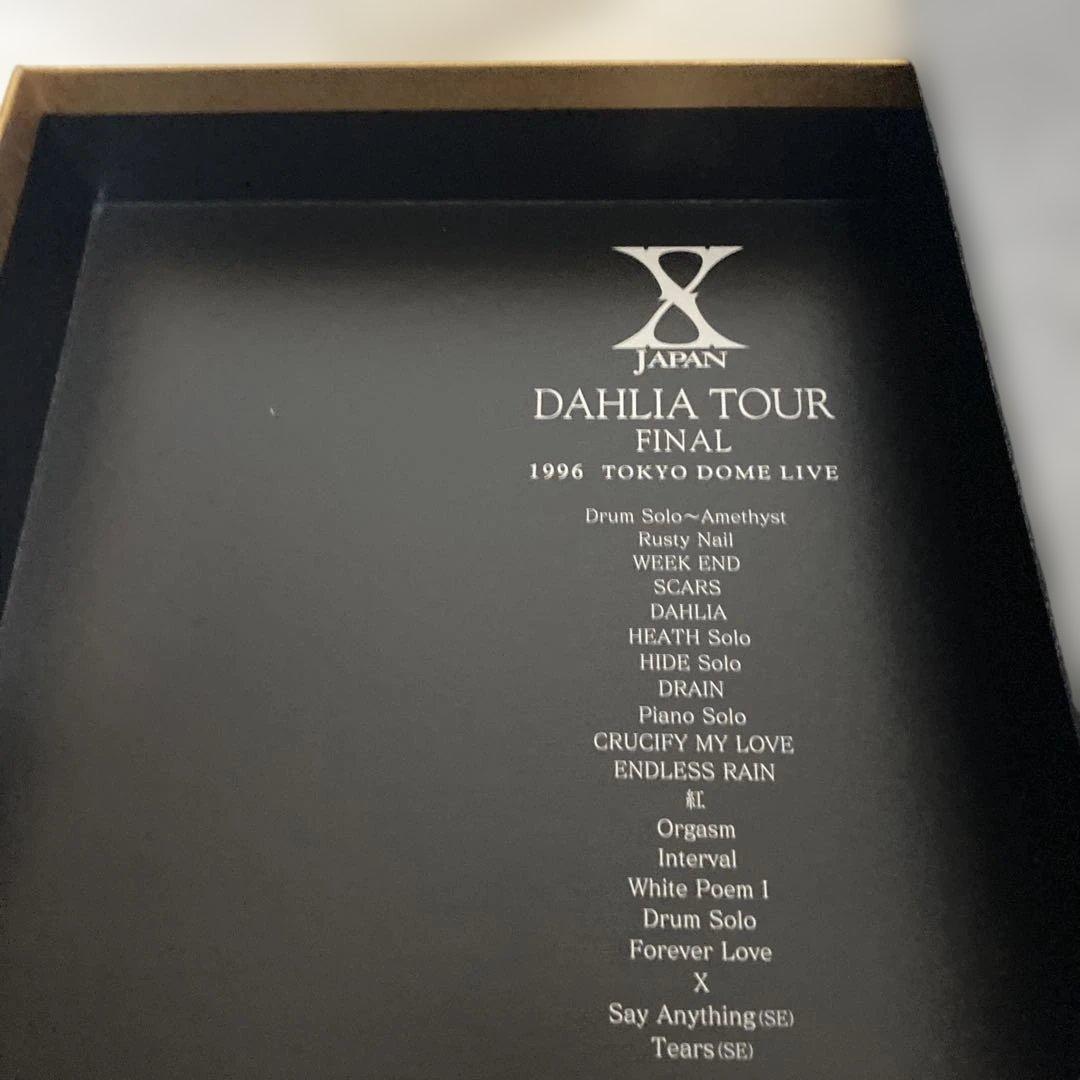 X
JAPAN
DAHLIA TOUR
FINAL
1996 TOKYO DOME LIVE
Drum Solo～Amethyst
Rusty Nail
WEEK END
SCARS
DAHLIA
HEATH Solo
HIDE Solo
DRAIN
Piano Solo
CRUCIFY MY LOVE
ENDLESS RAIN
紅
Orgasm
Interval
White Poem I
Drum Solo
Forever Love
X
Say Anything(SE)
Tears(SE)